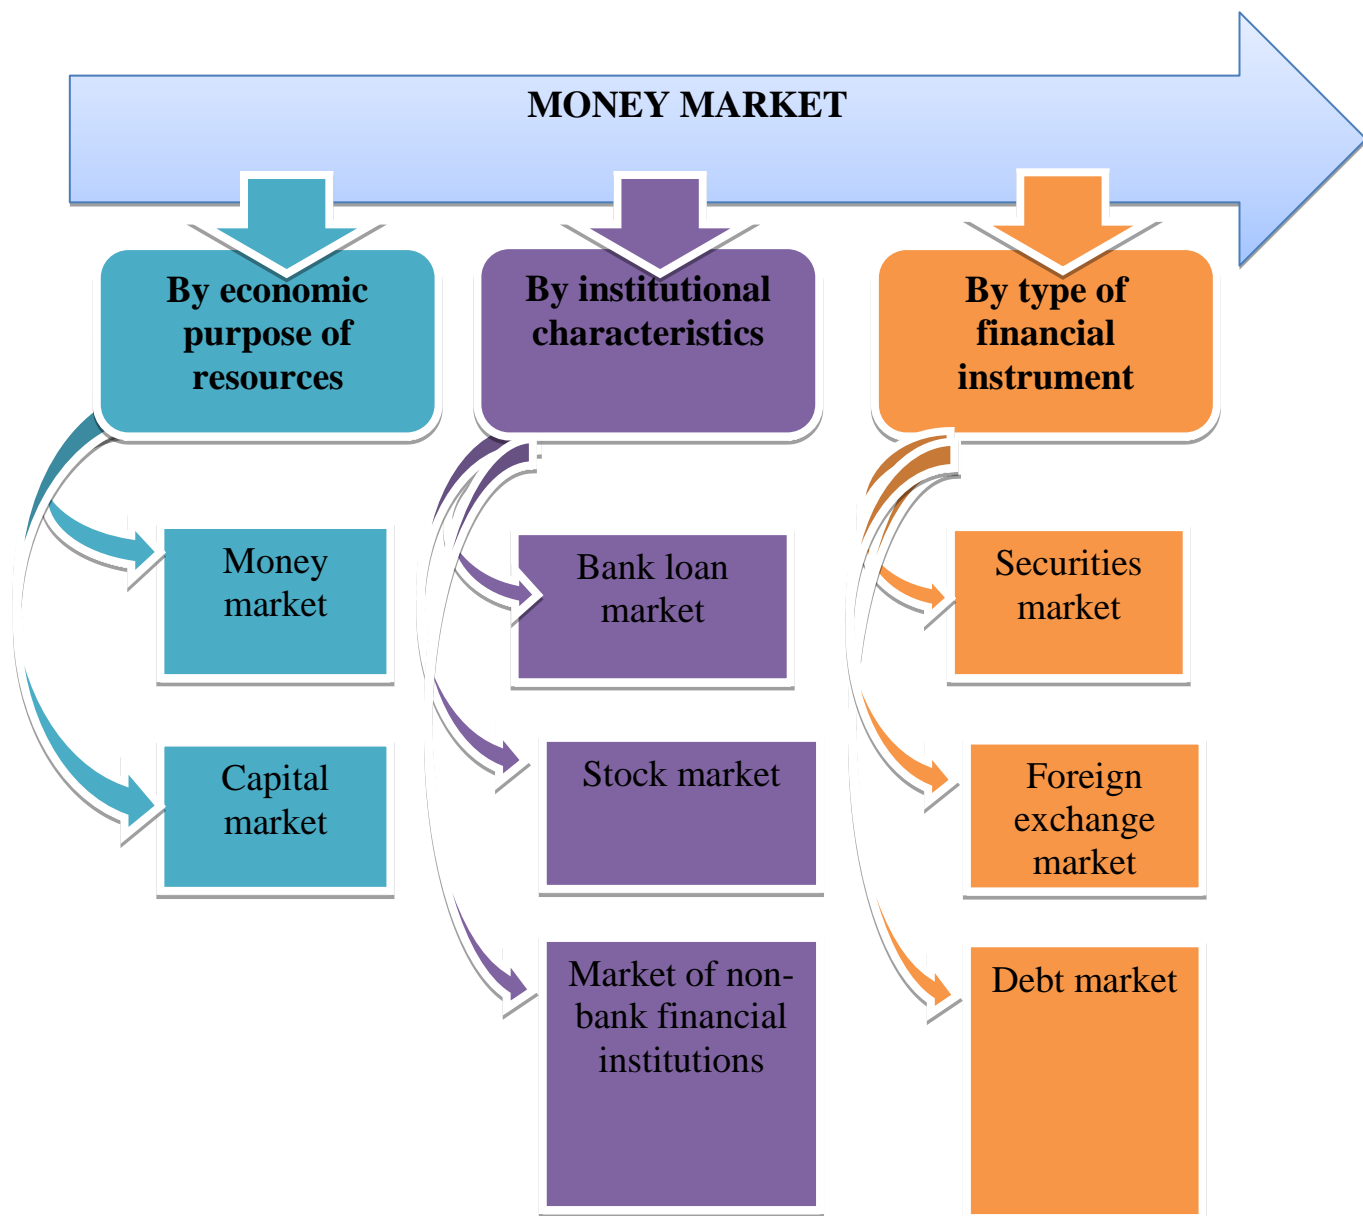 MONEY MARKET
By economic
purpose of
resources
By institutional
characteristics
By type of
financial
instrument
Money
market
Capital
market
Bank loan
market
Stock market
Market of non-
bank financial
institutions
Securities
market
Foreign
exchange
market
Debt market